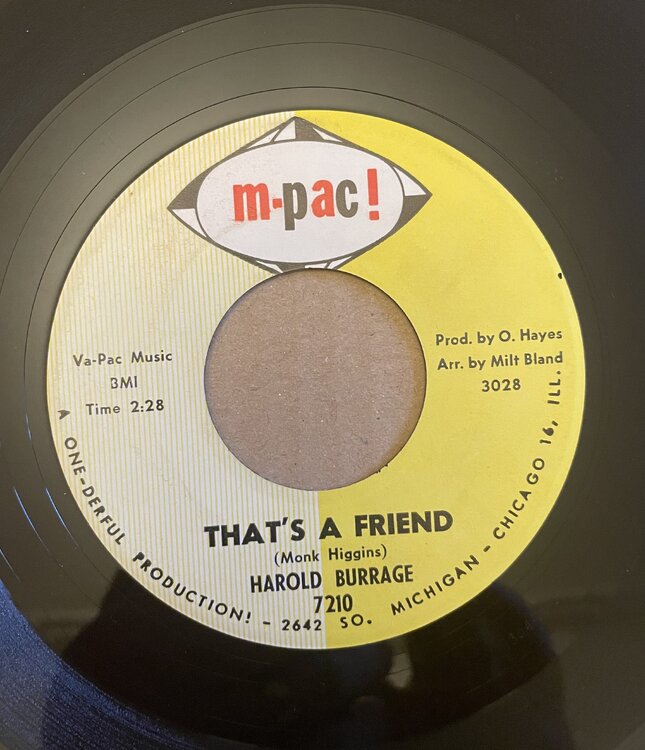 m-pac!
Va-Pac Music
BMI
Time 2:28
Prod. by O. Hayes
Arr. by Milt Bland
3028
THAT'S A FRIEND
(Monk Higgins)
HAROLD BURRAGE
7210
A ONE-DERFUL PRODUCTION! - 2642 SO. MICHIGAN - CHICAGO 16, ILL.